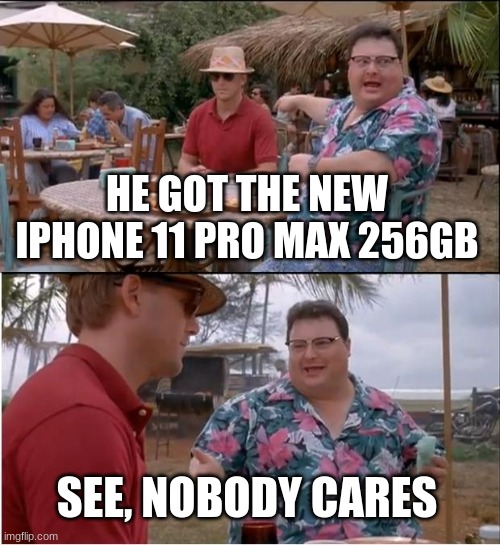 HE GOT THE NEW
IPHONE 11 PRO MAX 256GB
SEE, NOBODY CARES
imgflip.com